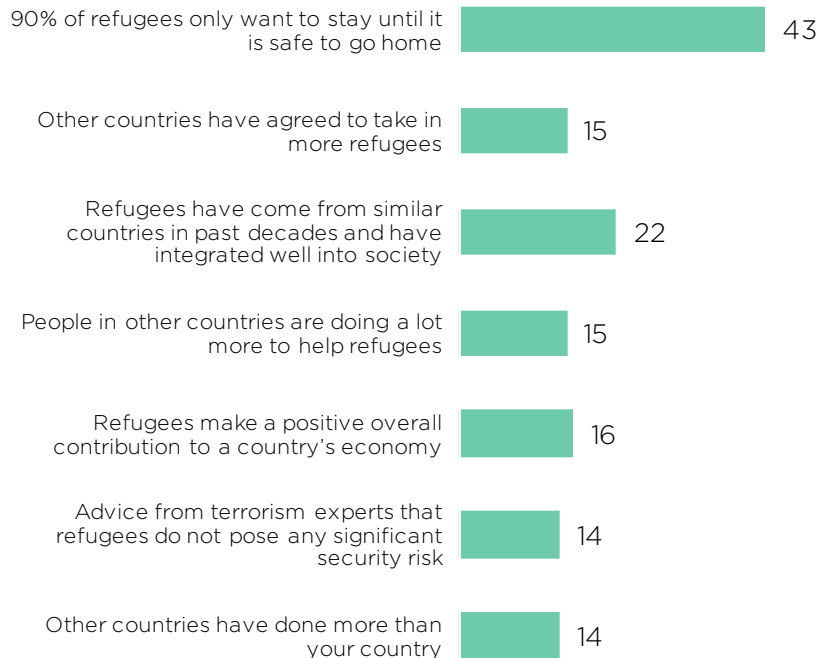 90% of refugees only want to stay until it
is safe to go home
43
Other countries have agreed to take in
more refugees
15
Refugees have come from similar
countries in past decades and have
integrated well into society
22
People in other countries are doing a lot
more to help refugees
15
Refugees make a positive overall
contribution to a country’s economy
16
Advice from terrorism experts that
refugees do not pose any significant
security risk
14
Other countries have done more than
your country
14